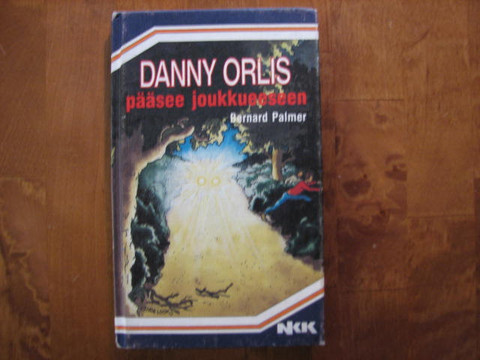 DANNY ORLIS
pääsee joukkueeseen
Bernard Palmer
NKK